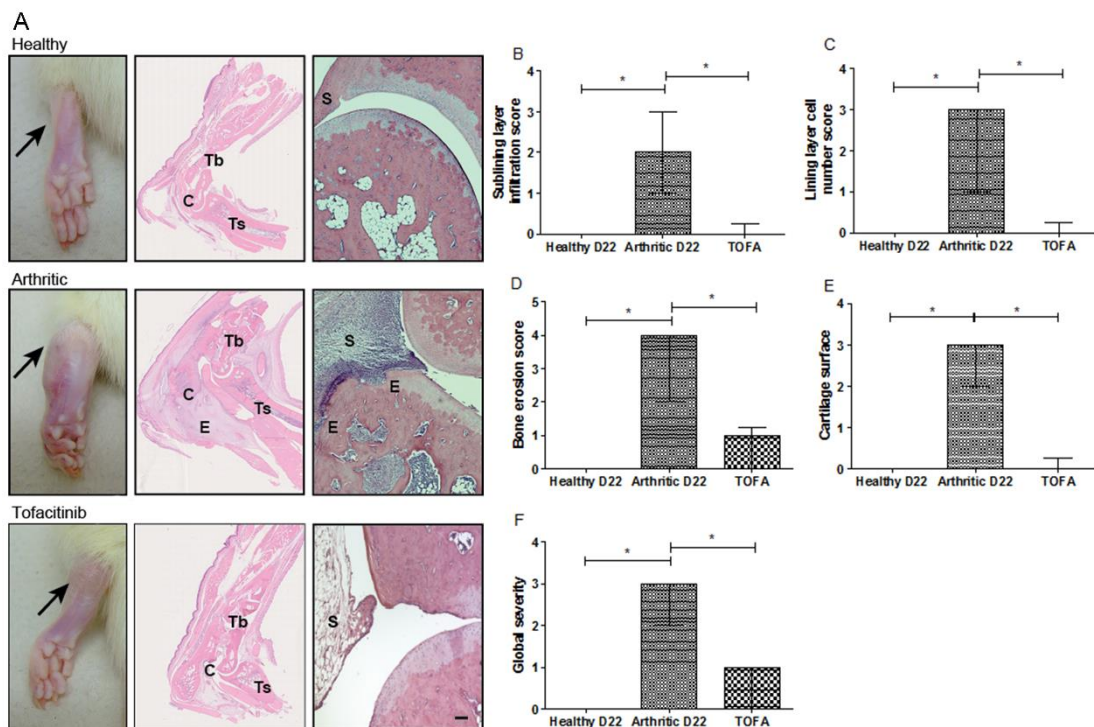 A
Healthy
S
Tb
C
Ts
Arthritic
S
Tb
C
E
Ts
E
E
Tofacitinib
S
Tb
C
Ts
B
Sublining layer
infiltration score
4
3
2
1
0
*
*
Healthy D22 Arthritic D22 TOFA
C
Lining layer cell
number score
4
3
2
1
0
*
*
Healthy D22 Arthritic D22 TOFA
D
Bone erosion score
5
4
3
2
1
0
*
*
Healthy D22 Arthritic D22 TOFA
E
Cartilage surface
4
3
2
1
0
*
*
Healthy D22 Arthritic D22 TOFA
F
Global severity
4
3
2
1
0
*
*
Healthy D22 Arthritic D22 TOFA